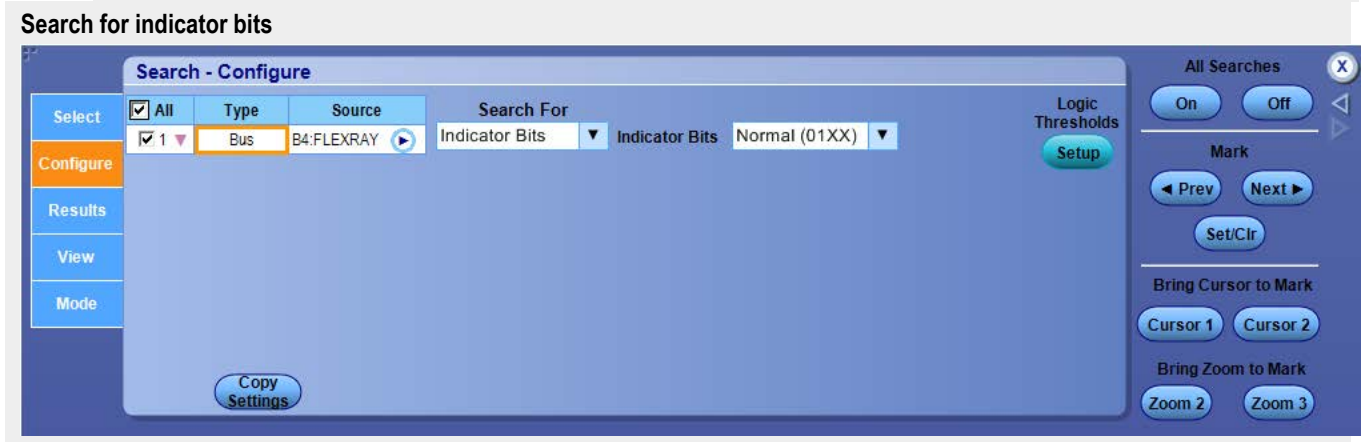 Search for indicator bits
Search - Configure
Select
Configure
Results
View
Mode
All Type Source
1 Bus B4:FLEXRAY
Search For
Indicator Bits
Indicator Bits Normal (01XX)
Logic
Thresholds
Setup
Copy
Settings
All Searches
X
On Off
Mark
◄ Prev Next ►
Set/Clr
Bring Cursor to Mark
Cursor 1 Cursor 2
Bring Zoom to Mark
Zoom 2 Zoom 3